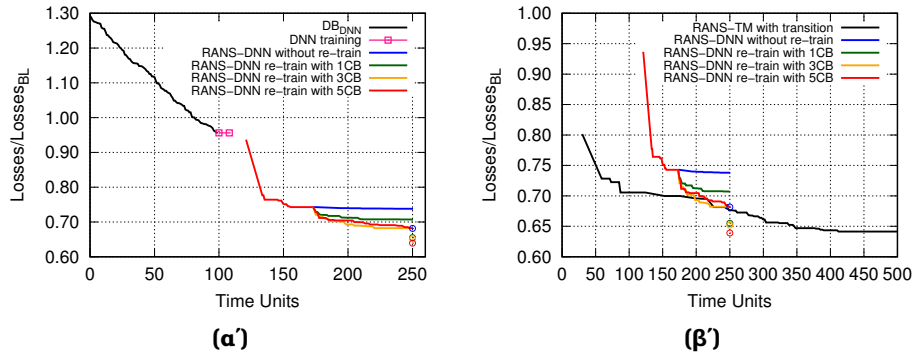 Losses/Losses_BL
1.30
1.20
1.10
1.00
0.90
0.80
0.70
0.60
0
50
100
150
200
250
Time Units
DB_DNN
DNN training
RANS-DNN without re-train
RANS-DNN re-train with 1CB
RANS-DNN re-train with 3CB
RANS-DNN re-train with 5CB
(α′)
Losses/Losses_BL
1.00
0.95
0.90
0.85
0.80
0.75
0.70
0.65
0.60
0
50
100
150
200
250
300
350
400
450
500
Time Units
RANS-TM with transition
RANS-DNN without re-train
RANS-DNN re-train with 1CB
RANS-DNN re-train with 3CB
RANS-DNN re-train with 5CB
(β′)